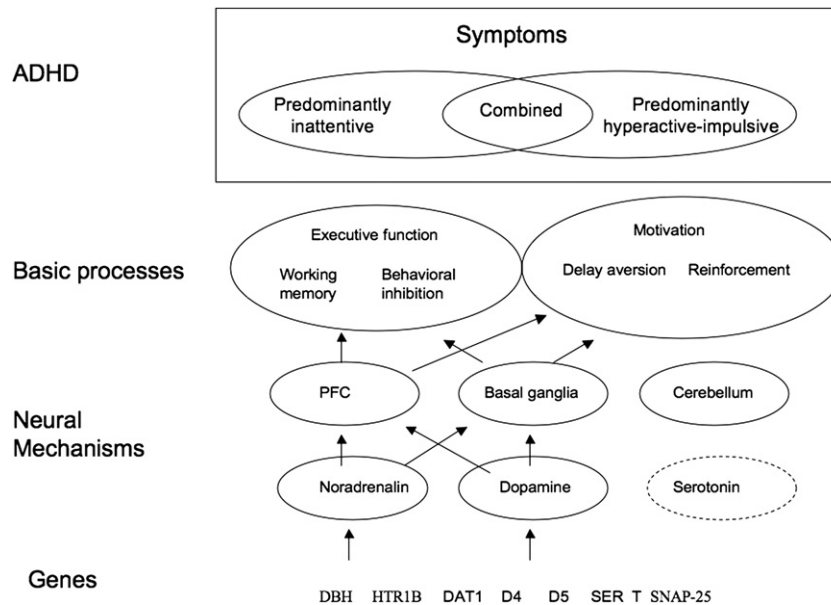 Symptoms
ADHD
Predominantly inattentive
Combined
Predominantly hyperactive-impulsive
Basic processes
Executive function
Working memory
Behavioral inhibition
Motivation
Delay aversion
Reinforcement
Neural Mechanisms
PFC
Basal ganglia
Cerebellum
Noradrenalin
Dopamine
Serotonin
Genes
DBH HTR1B DAT1 D4 D5 SER T SNAP-25